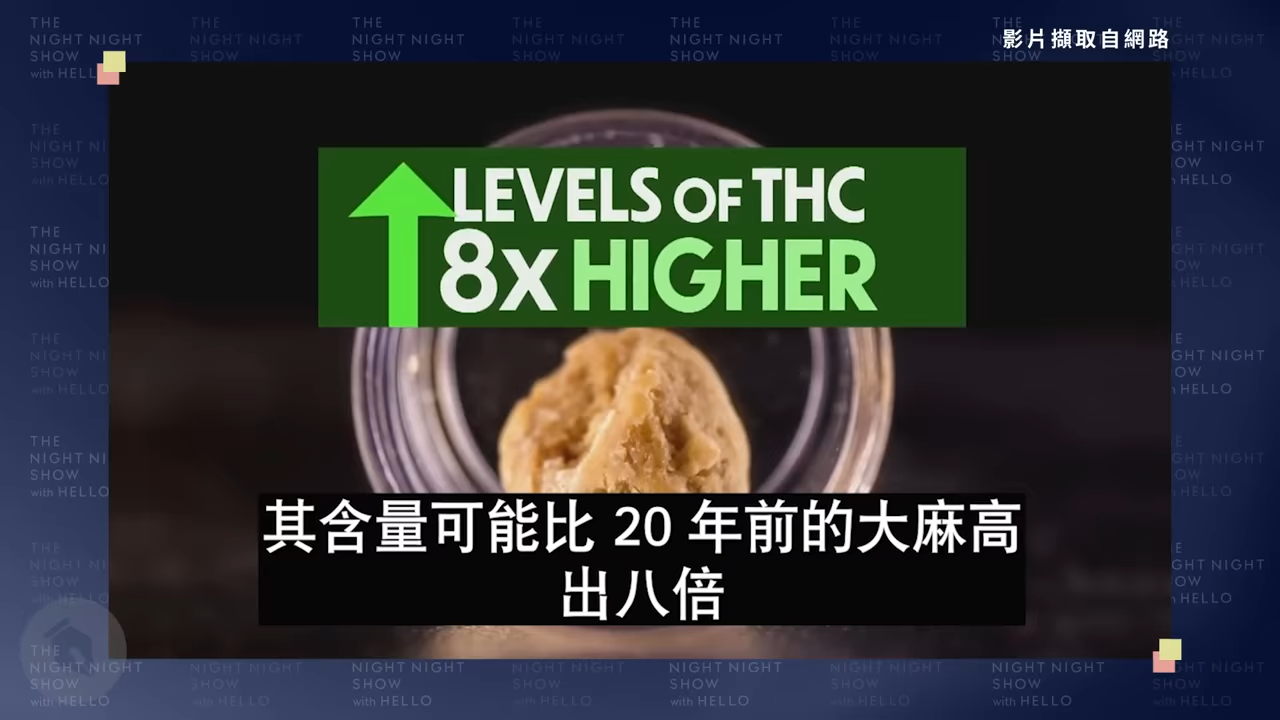 影片擷取自網路
THE
NIGHT NIGHT
SHOW
with HELLO
LEVELS OF THC
8x HIGHER
其含量可能比 20 年前的大麻高
出八倍